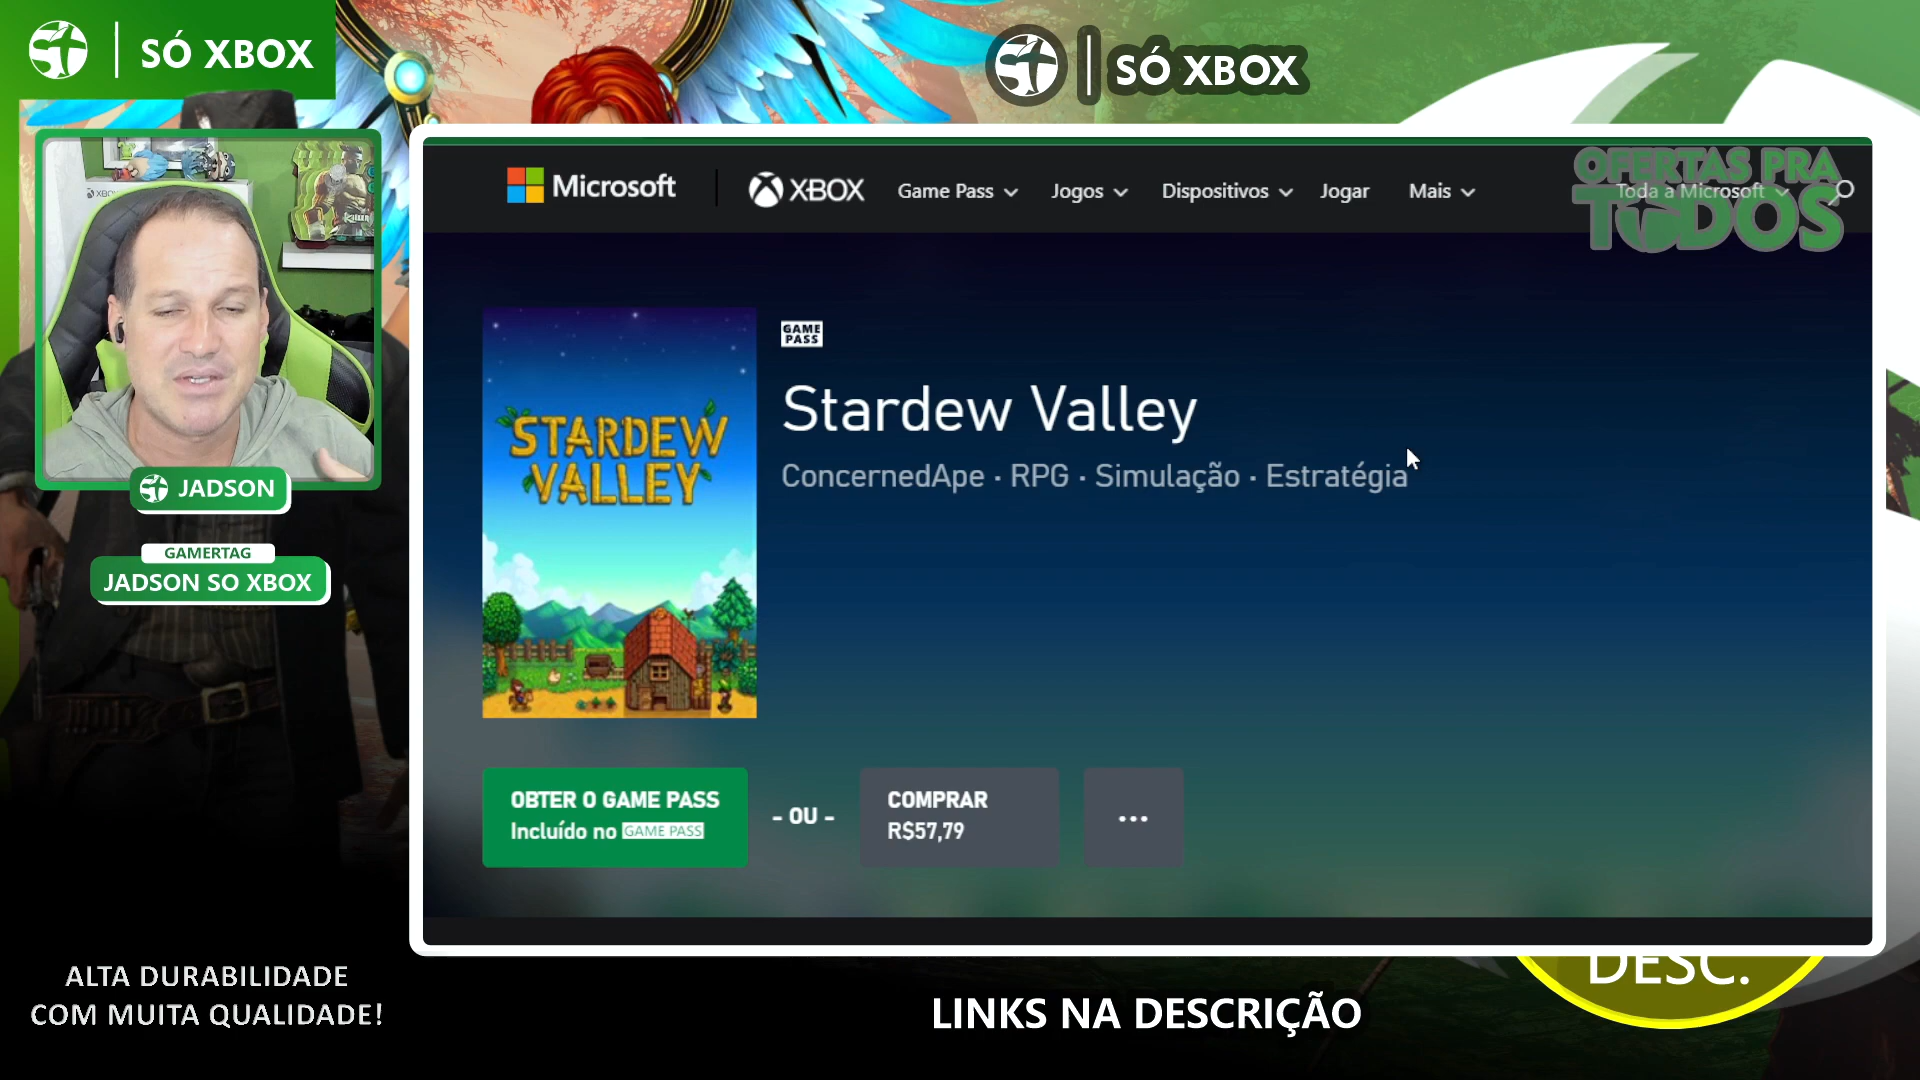 SÓ XBOX
SÓ XBOX
Microsoft
XBOX
Game Pass
Jogos
Dispositivos
Jogar
Mais
Toda a Microsoft
OFERTAS PRA
TODOS
GAME
PASS
Stardew Valley
ConcernedApe · RPG · Simulação · Estratégia
STARDEW
VALLEY
OBTER O GAME PASS
Incluído no GAME PASS
- OU -
COMPRAR
R$57,79
...
XBOX
JADSON
GAMERTAG
JADSON SO XBOX
ALTA DURABILIDADE
COM MUITA QUALIDADE!
LINKS NA DESCRIÇÃO
DESC.